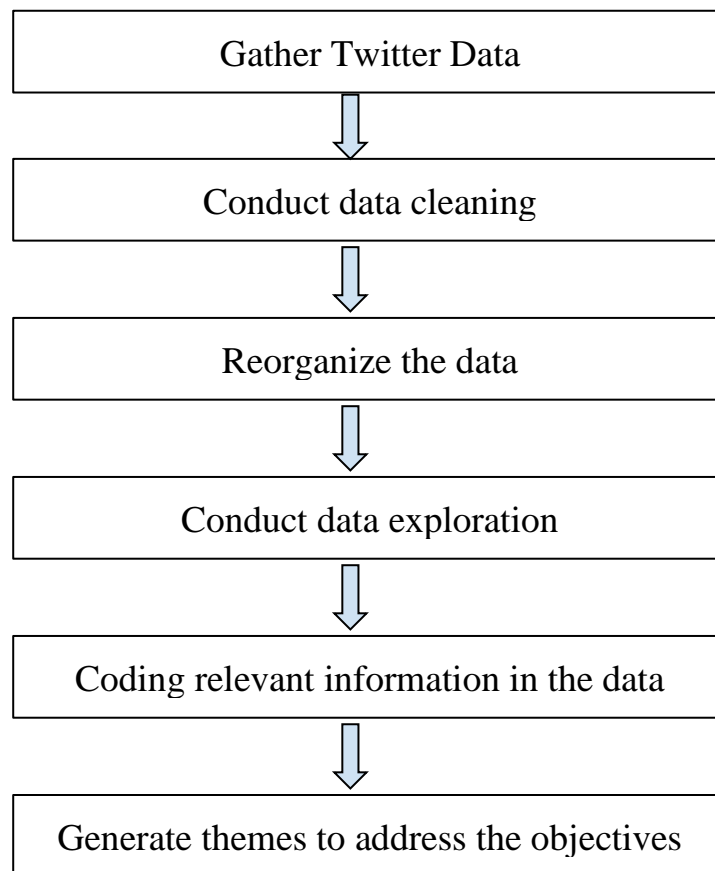 Gather Twitter Data
Conduct data cleaning
Reorganize the data
Conduct data exploration
Coding relevant information in the data
Generate themes to address the objectives